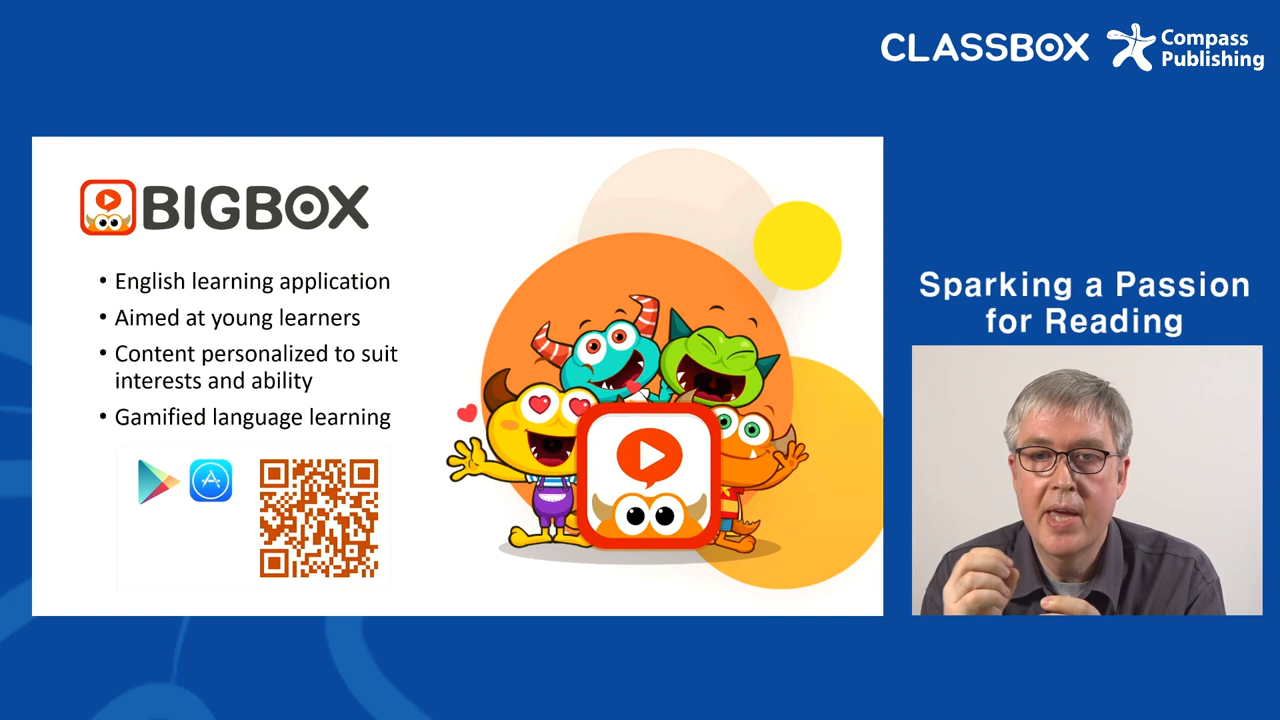 CLASSBOX
Compass
Publishing
BIGBOX
• English learning application
• Aimed at young learners
• Content personalized to suit
interests and ability
• Gamified language learning
Sparking a Passion
for Reading